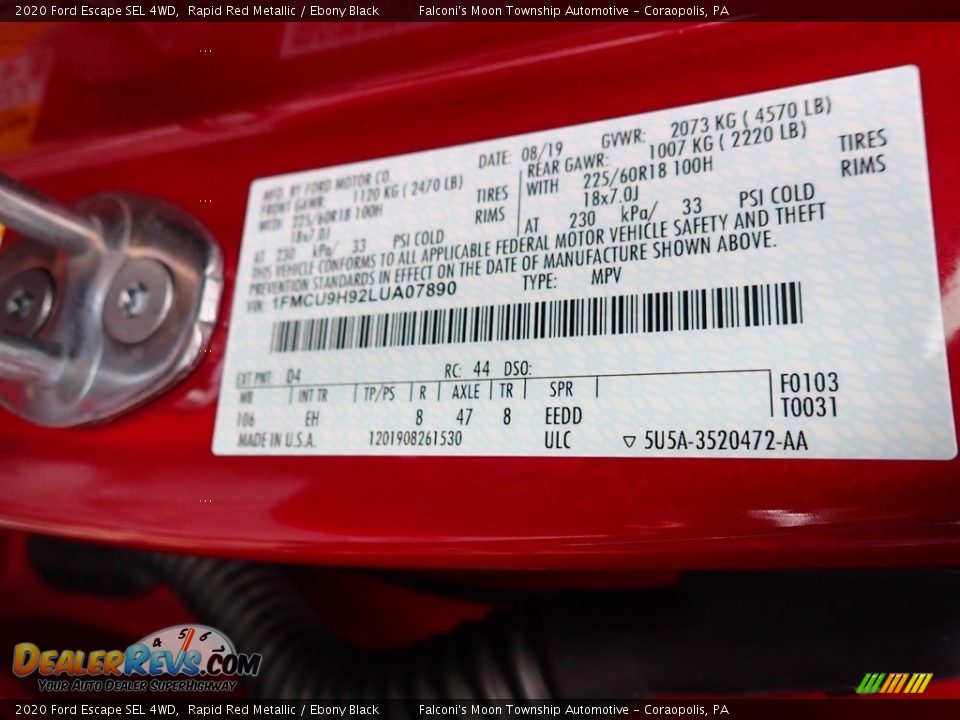 2020 Ford Escape SEL 4WD, Rapid Red Metallic / Ebony Black Falconi's Moon Township Automotive - Coraopolis, PA
MFD. BY FORD MOTOR CO. DATE: 08/19 GVWR: 2073 KG ( 4570 LB)
FRONT GAWR: 1120 KG ( 2470 LB) REAR GAWR: 1007 KG ( 2220 LB)
WITH 225/60R18 100H TIRES WITH 225/60R18 100H TIRES
18x7.0J RIMS 18x7.0J RIMS
AT 230 kPa/ 33 PSI COLD AT 230 kPa/ 33 PSI COLD
THIS VEHICLE CONFORMS TO ALL APPLICABLE FEDERAL MOTOR VEHICLE SAFETY AND THEFT
PREVENTION STANDARDS IN EFFECT ON THE DATE OF MANUFACTURE SHOWN ABOVE.
VIN: 1FMCU9H92LUA07890 TYPE: MPV
EXT PNT: D4 RC: 44 DSO:
WB INT TR TP/PS R AXLE TR SPR F0103
106 EH 8 47 8 EEDD T0031
MADE IN U.S.A. 1201908261530 ULC ▽ 5U5A-3520472-AA
4 5 6
DEALERREVS.COM
YOUR AUTO DEALER SUPERHIGHWAY
2020 Ford Escape SEL 4WD, Rapid Red Metallic / Ebony Black Falconi's Moon Township Automotive - Coraopolis, PA